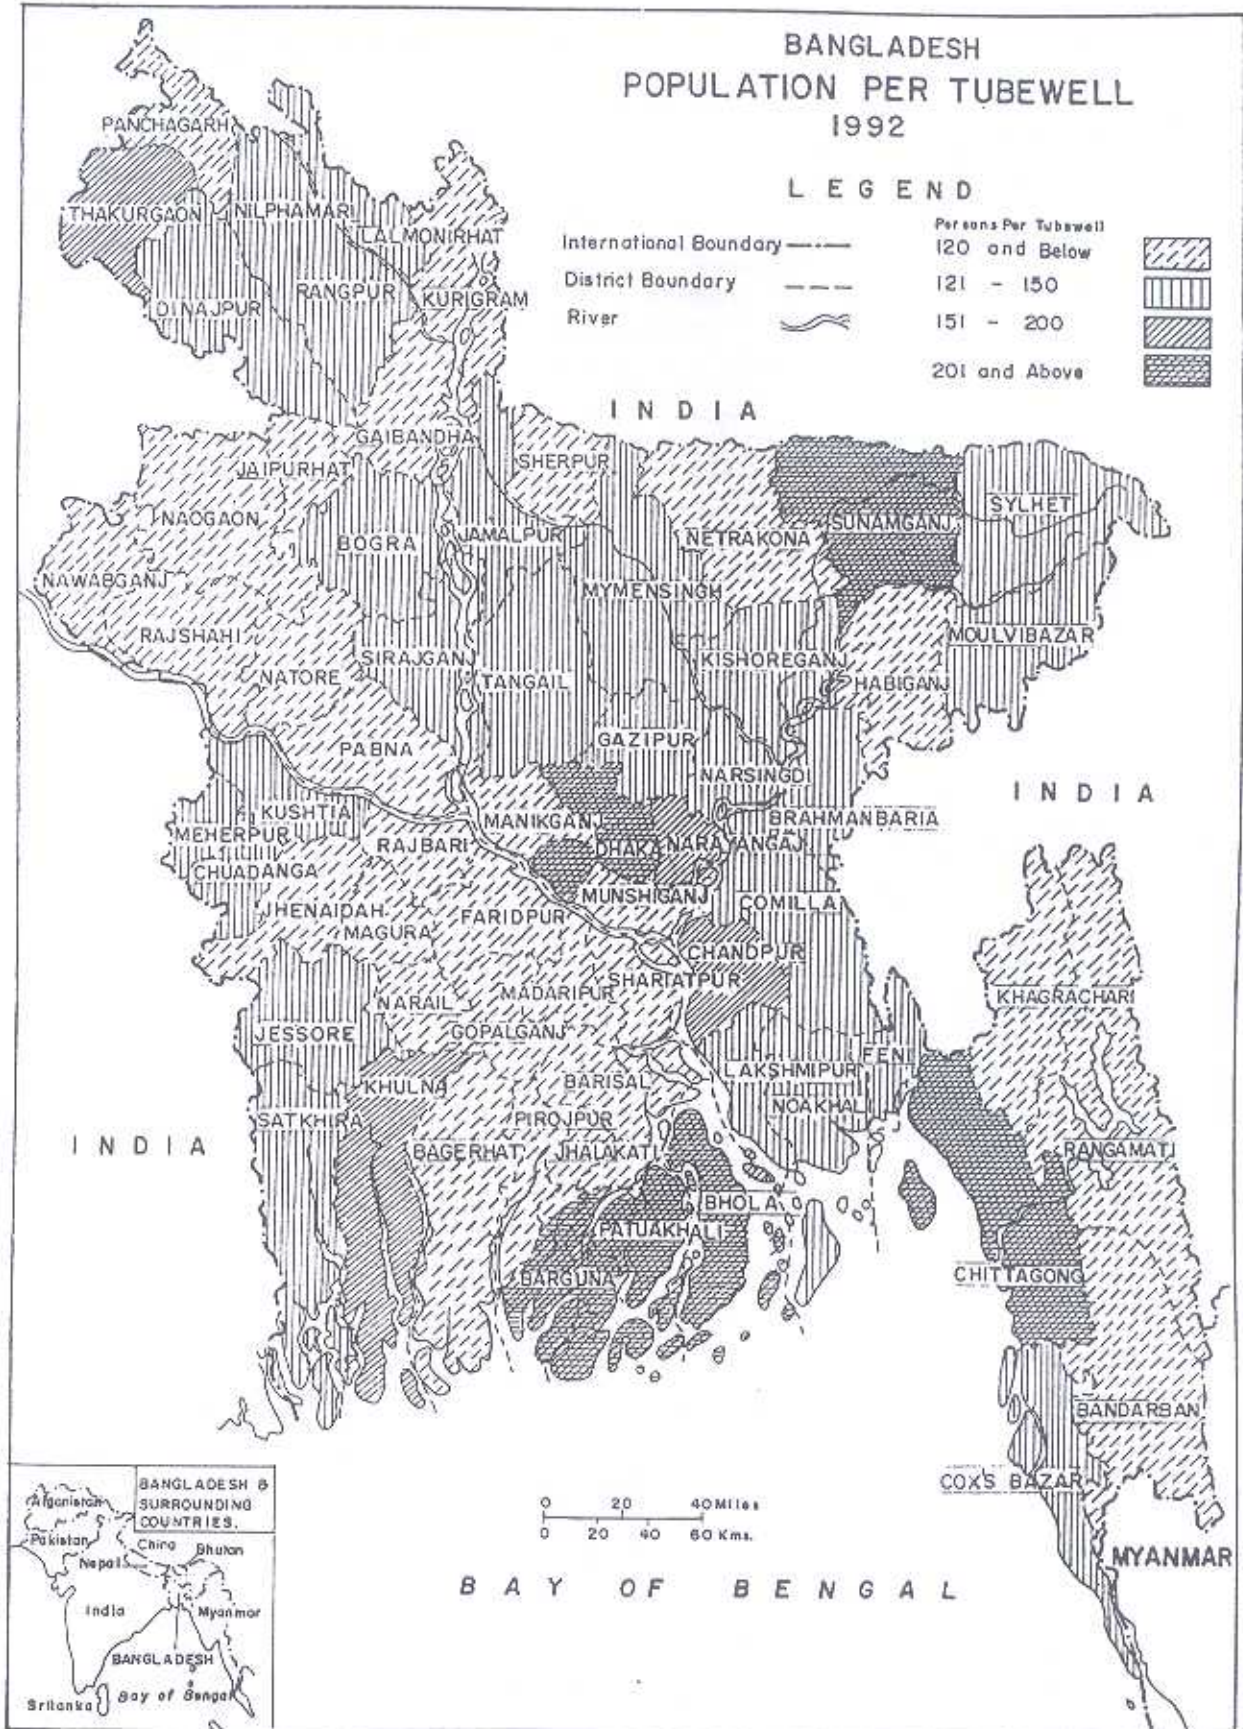 BANGLADESH
POPULATION PER TUBEWELL
1992
LEGEND
International Boundary
District Boundary
River
Persons Per Tubewell
120 and Below
121 - 150
151 - 200
201 and Above
PANCHAGARH
THAKURGAON
NILPHAMARI
LALMONIRHAT
DINAJPUR
RANGPUR
KURIGRAM
INDIA
GAIBANDHA
JAIPURHAT
SHERPUR
NAOGAON
BOGRA
JAMALPUR
NETRAKONA
SUNAMGANJ
SYLHET
NAWABGANJ
MYMENSINGH
RAJSHAHI
SIRAJGANJ
KISHOREGANJ
MOULVIBAZAR
NATORE
TANGAIL
HABIGANJ
PABNA
GAZIPUR
NARSINGDI
INDIA
KUSHTIA
MEHERPUR
RAJBARI
MANIKGANJ
DHAKA
NARAYANGAJ
BRAHMANBARIA
CHUADANGA
MUNSHIGANJ
COMILLA
JHENAIDAH
MAGURA
FARIDPUR
CHANDPUR
SHARIATPUR
NARAIL
MADARIPUR
KHAGRACHARI
JESSORE
GOPALGANJ
FENI
KHULNA
BARISAL
LAKSHMIPUR
SATKHIRA
PIROJPUR
NOAKHAL
INDIA
BAGERHAT
JHALAKATI
RANGAMATI
BHOLA
PATUAKHALI
BARGUNA
CHITTAGONG
BANDARBAN
COX'S BAZAR
MYANMAR
0 20 40 Miles
0 20 40 60 Kms.
BAY OF BENGAL
BANGLADESH &
SURROUNDING
COUNTRIES.
Afganistan
Pakistan
China
Bhutan
Nepal
India
Myanmar
BANGLADESH
Bay of Bengal
Srilanka